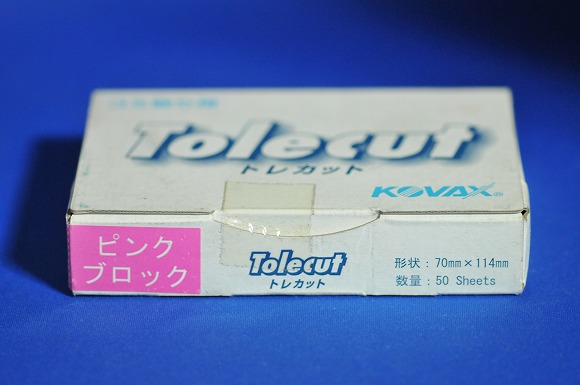 Tolecut
トレカット
KOVAX®
ピンク
ブロック
Tolecut
トレカット
形状：70mm×114mm
数量：50 Sheets